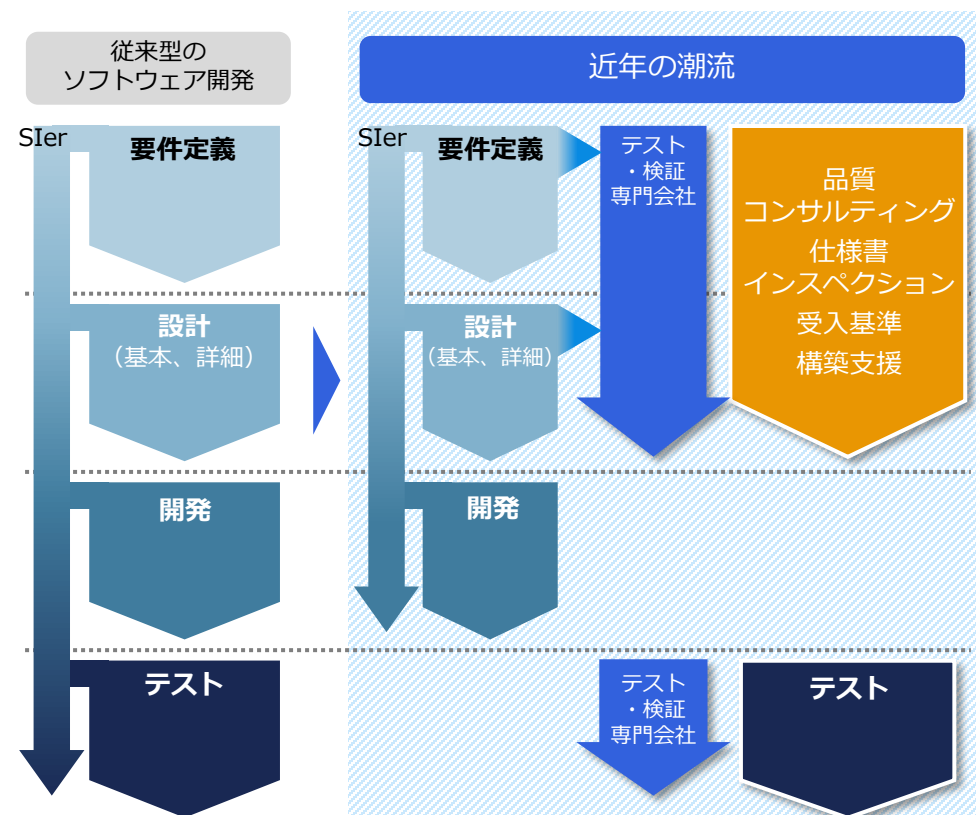 従来型の
ソフトウェア開発
SIer
要件定義
設計
（基本、詳細）
開発
テスト
近年の潮流
SIer
要件定義
設計
（基本、詳細）
開発
テスト
・検証
専門会社
品質
コンサルティング
仕様書
インスペクション
受入基準
構築支援
テスト
・検証
専門会社
テスト